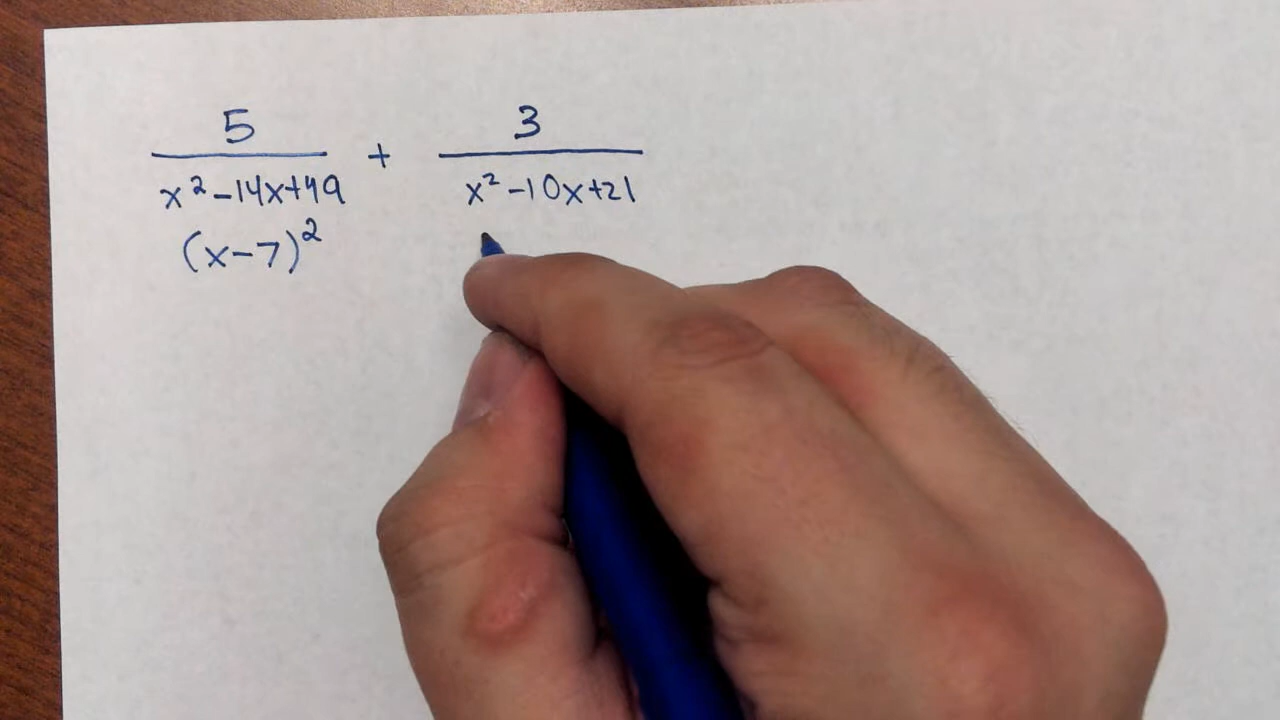 5 + 3
x² -14x+49 x² -10x+21
(x-7)²